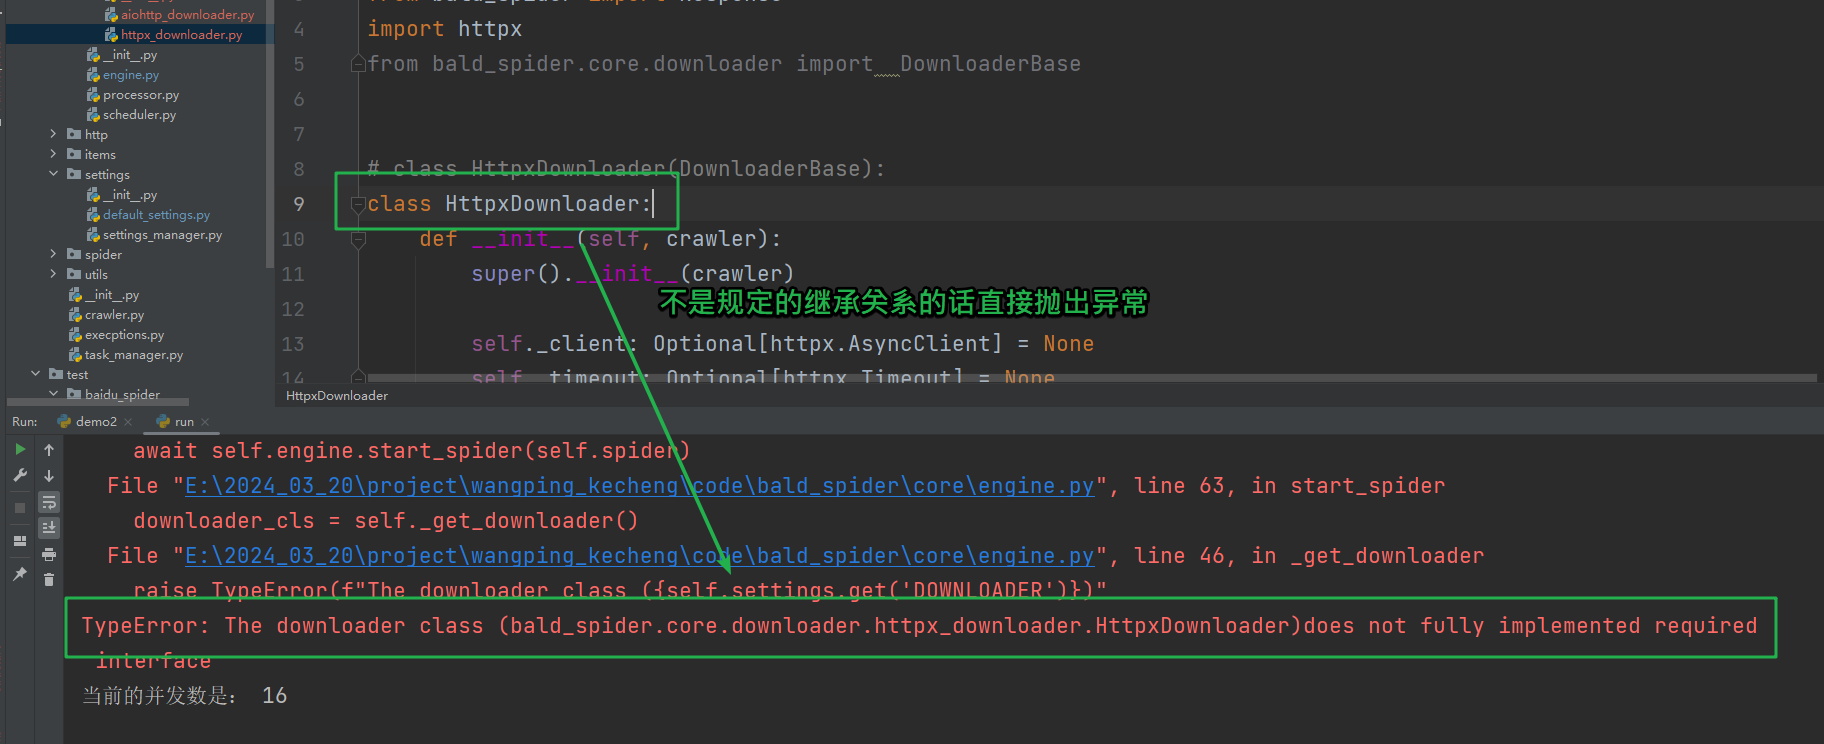 aiohttp_downloader.py
httpx_downloader.py
__init__.py
engine.py
processor.py
scheduler.py
http
items
settings
__init__.py
default_settings.py
settings_manager.py
spider
utils
__init__.py
crawler.py
execptions.py
task_manager.py
test
baidu_spider
4 import httpx
5 from bald_spider.core.downloader import  DownloaderBase
6
7
8 # class HttpxDownloader(DownloaderBase):
9 class HttpxDownloader:
10 def __init__(self, crawler):
11 super().__init__(crawler)
不是规定的继承关系的话直接抛出异常
12
13 self._client: Optional[httpx.AsyncClient] = None
14 self._timeout: Optional[httpx.Timeout] = None
HttpxDownloader
Run: demo2 run
await self.engine.start_spider(self.spider)
File "E:\2024_03_20\project\wangping_kecheng\code\bald_spider\core\engine.py", line 63, in start_spider
downloader_cls = self._get_downloader()
File "E:\2024_03_20\project\wangping_kecheng\code\bald_spider\core\engine.py", line 46, in _get_downloader
raise TypeError(f"The downloader class ({self.settings.get('DOWNLOADER')})"
TypeError: The downloader class (bald_spider.core.downloader.httpx_downloader.HttpxDownloader)does not fully implemented required
interface
当前的并发数是： 16